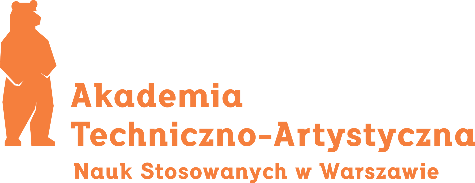 Akademia
Techniczno-Artystyczna
Nauk Stosowanych w Warszawie